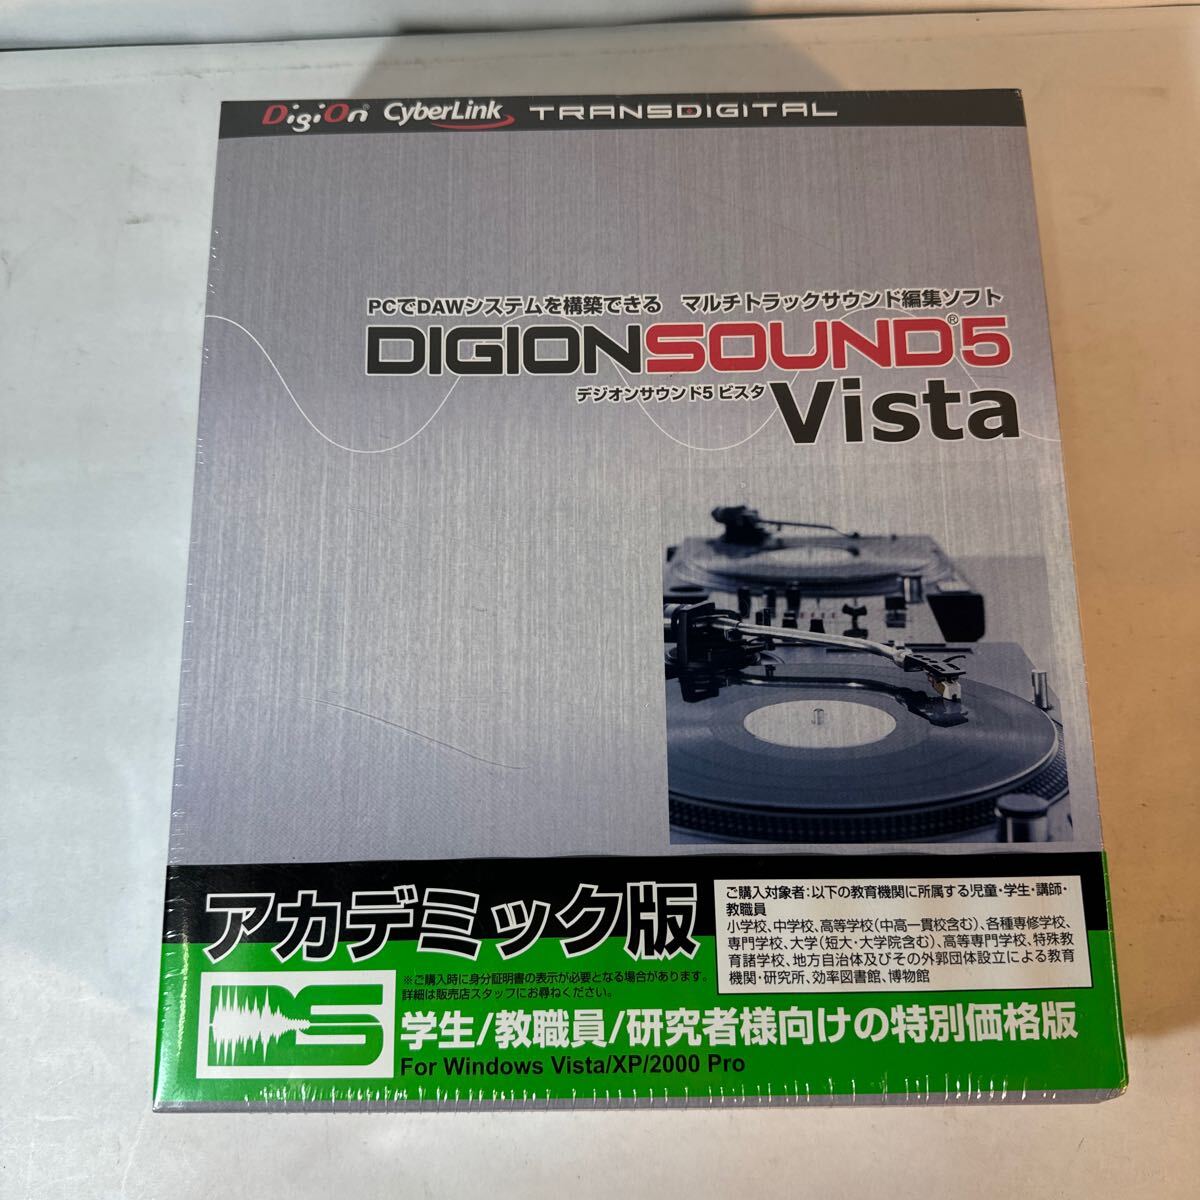 DigiOn® CyberLink TRANSDIGITAL
PCでDAWシステムを構築できる マルチトラックサウンド編集ソフト
DIGIONSOUND®5
デジオンサウンド5 ビスタ Vista
アカデミック版
ご購入対象者:以下の教育機関に所属する児童・学生・講師・
教職員
小学校、中学校、高等学校(中高一貫校含む)、各種専修学校、
専門学校、大学(短大・大学院含む)、高等専門学校、特殊教
育諸学校、地方自治体及びその外郭団体設立による教育
機関・研究所、効率図書館、博物館
※ご購入時に身分証明書の表示が必要となる場合があります。
詳細は販売店スタッフにお尋ねください。
DS
学生/教職員/研究者様向けの特別価格版
For Windows Vista/XP/2000 Pro